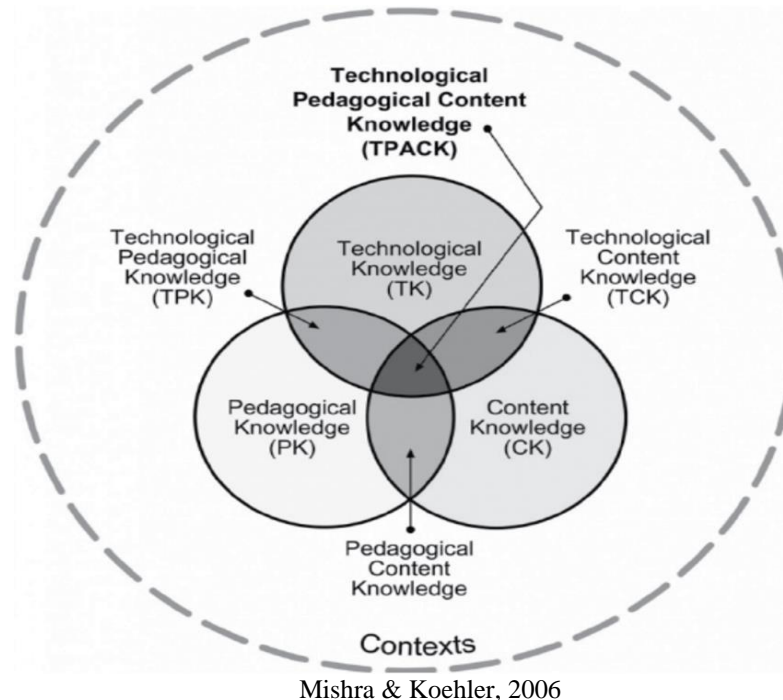 Technological
Pedagogical Content
Knowledge
(TPACK)
Technological
Pedagogical
Knowledge
(TPK)
Technological
Knowledge
(TK)
Technological
Content
Knowledge
(TCK)
Pedagogical
Knowledge
(PK)
Content
Knowledge
(CK)
Pedagogical
Content
Knowledge
Contexts
Mishra & Koehler, 2006